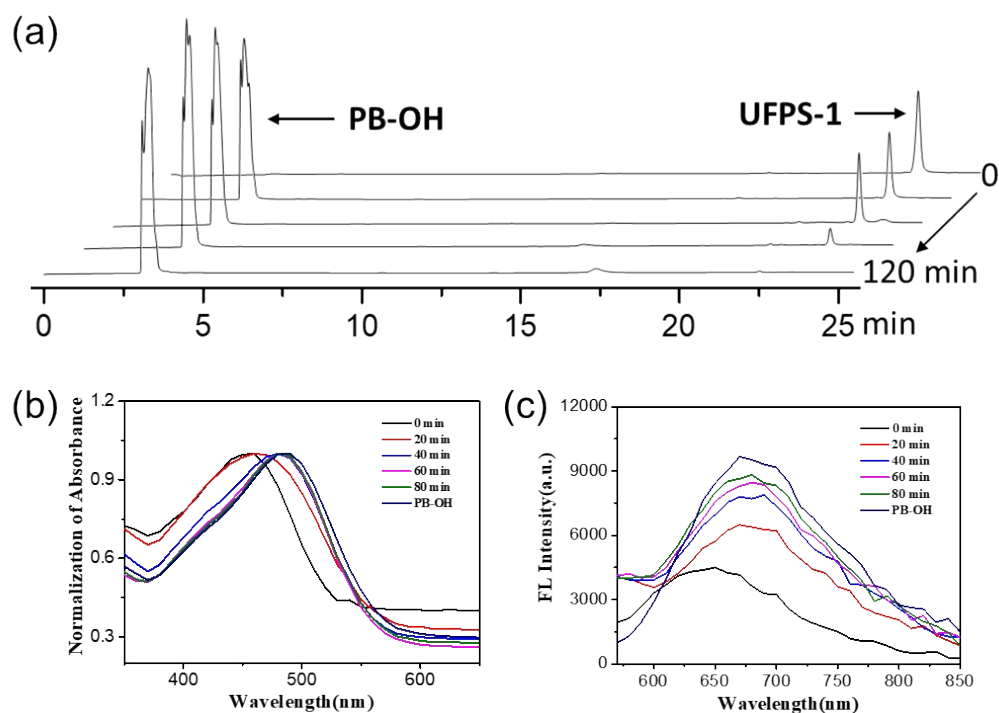 (a)
PB-OH
UFPS-1
0
120 min
0 5 10 15 20 25 min
(b)
Normalization of Absorbance
1.2
0.9
0.6
0.3
0 min
20 min
40 min
60 min
80 min
PB-OH
400 500 600
Wavelength(nm)
(c)
FL Intensity(a.u.)
12000
9000
6000
3000
0
0 min
20 min
40 min
60 min
80 min
PB-OH
600 650 700 750 800 850
Wavelength(nm)